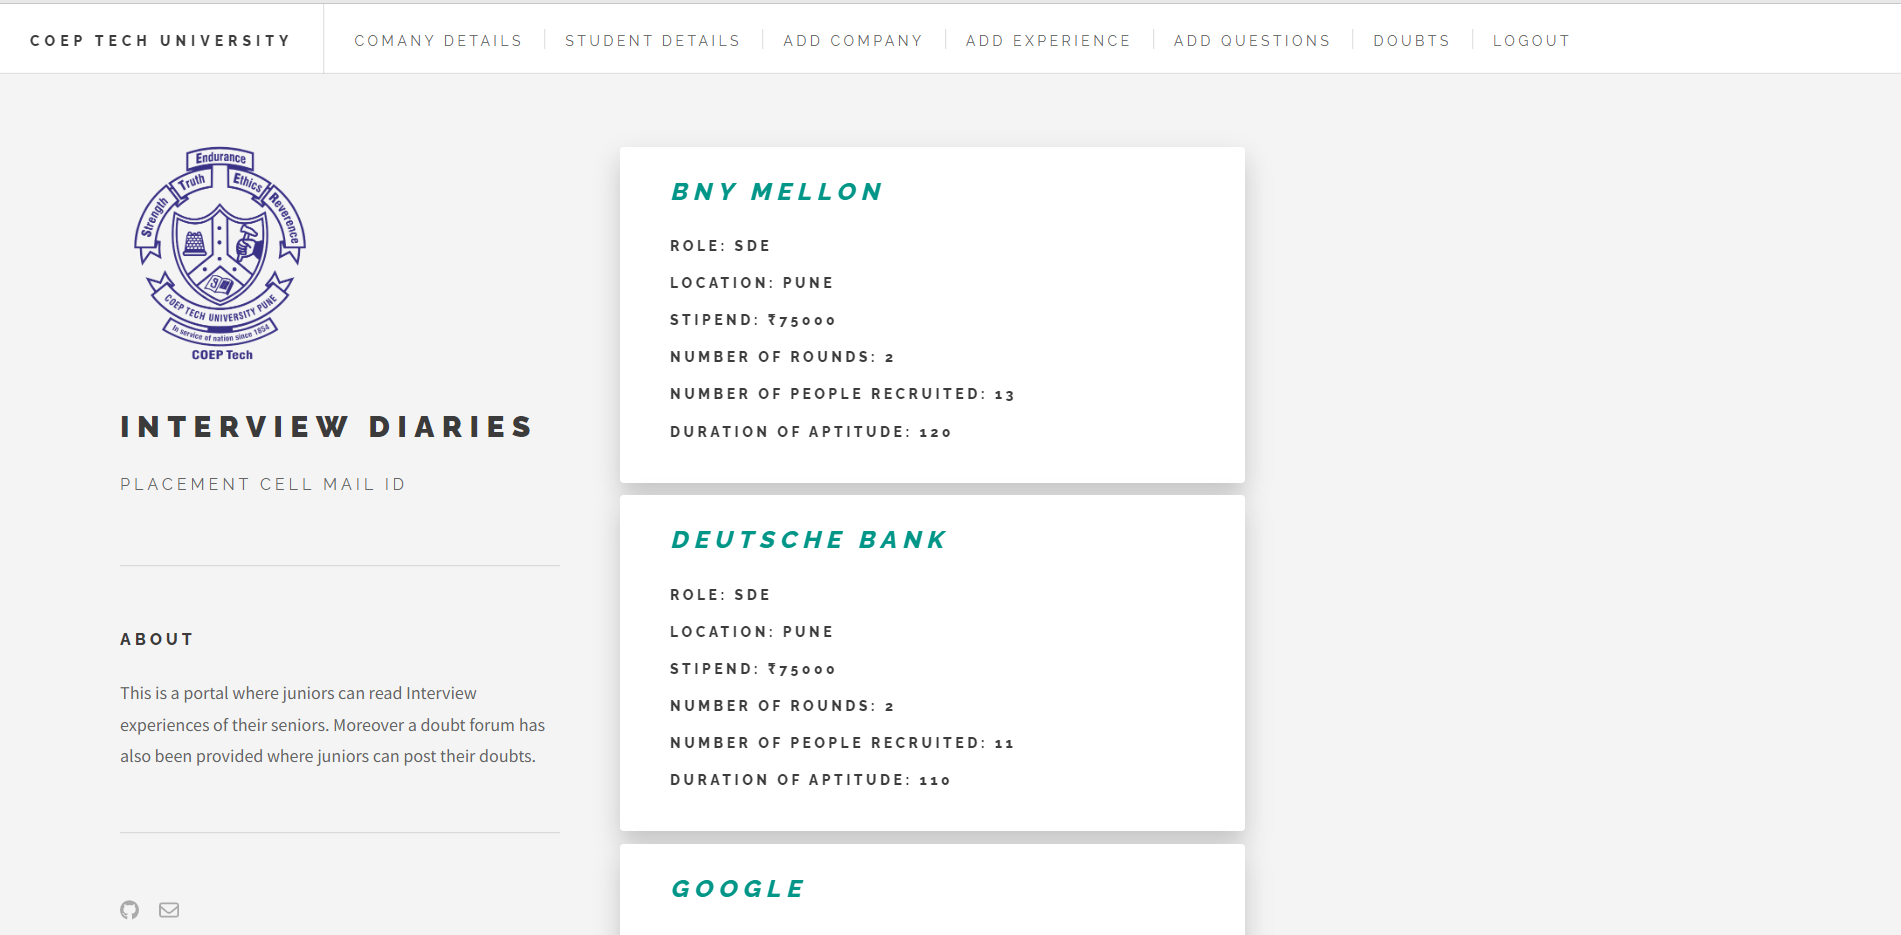 COEP TECH UNIVERSITY
COMANY DETAILS
STUDENT DETAILS
ADD COMPANY
ADD EXPERIENCE
ADD QUESTIONS
DOUBTS
LOGOUT
Endurance
Truth
Ethics
Strength
Reverence
COEP TECH UNIVERSITY PUNE
In service of nation since 1854
COEP Tech
INTERVIEW DIARIES
PLACEMENT CELL MAIL ID
ABOUT
This is a portal where juniors can read Interview
experiences of their seniors. Moreover a doubt forum has
also been provided where juniors can post their doubts.
BNY MELLON
ROLE: SDE
LOCATION: PUNE
STIPEND: ₹75000
NUMBER OF ROUNDS: 2
NUMBER OF PEOPLE RECRUITED: 13
DURATION OF APTITUDE: 120
DEUTSCHE BANK
ROLE: SDE
LOCATION: PUNE
STIPEND: ₹75000
NUMBER OF ROUNDS: 2
NUMBER OF PEOPLE RECRUITED: 11
DURATION OF APTITUDE: 110
GOOGLE